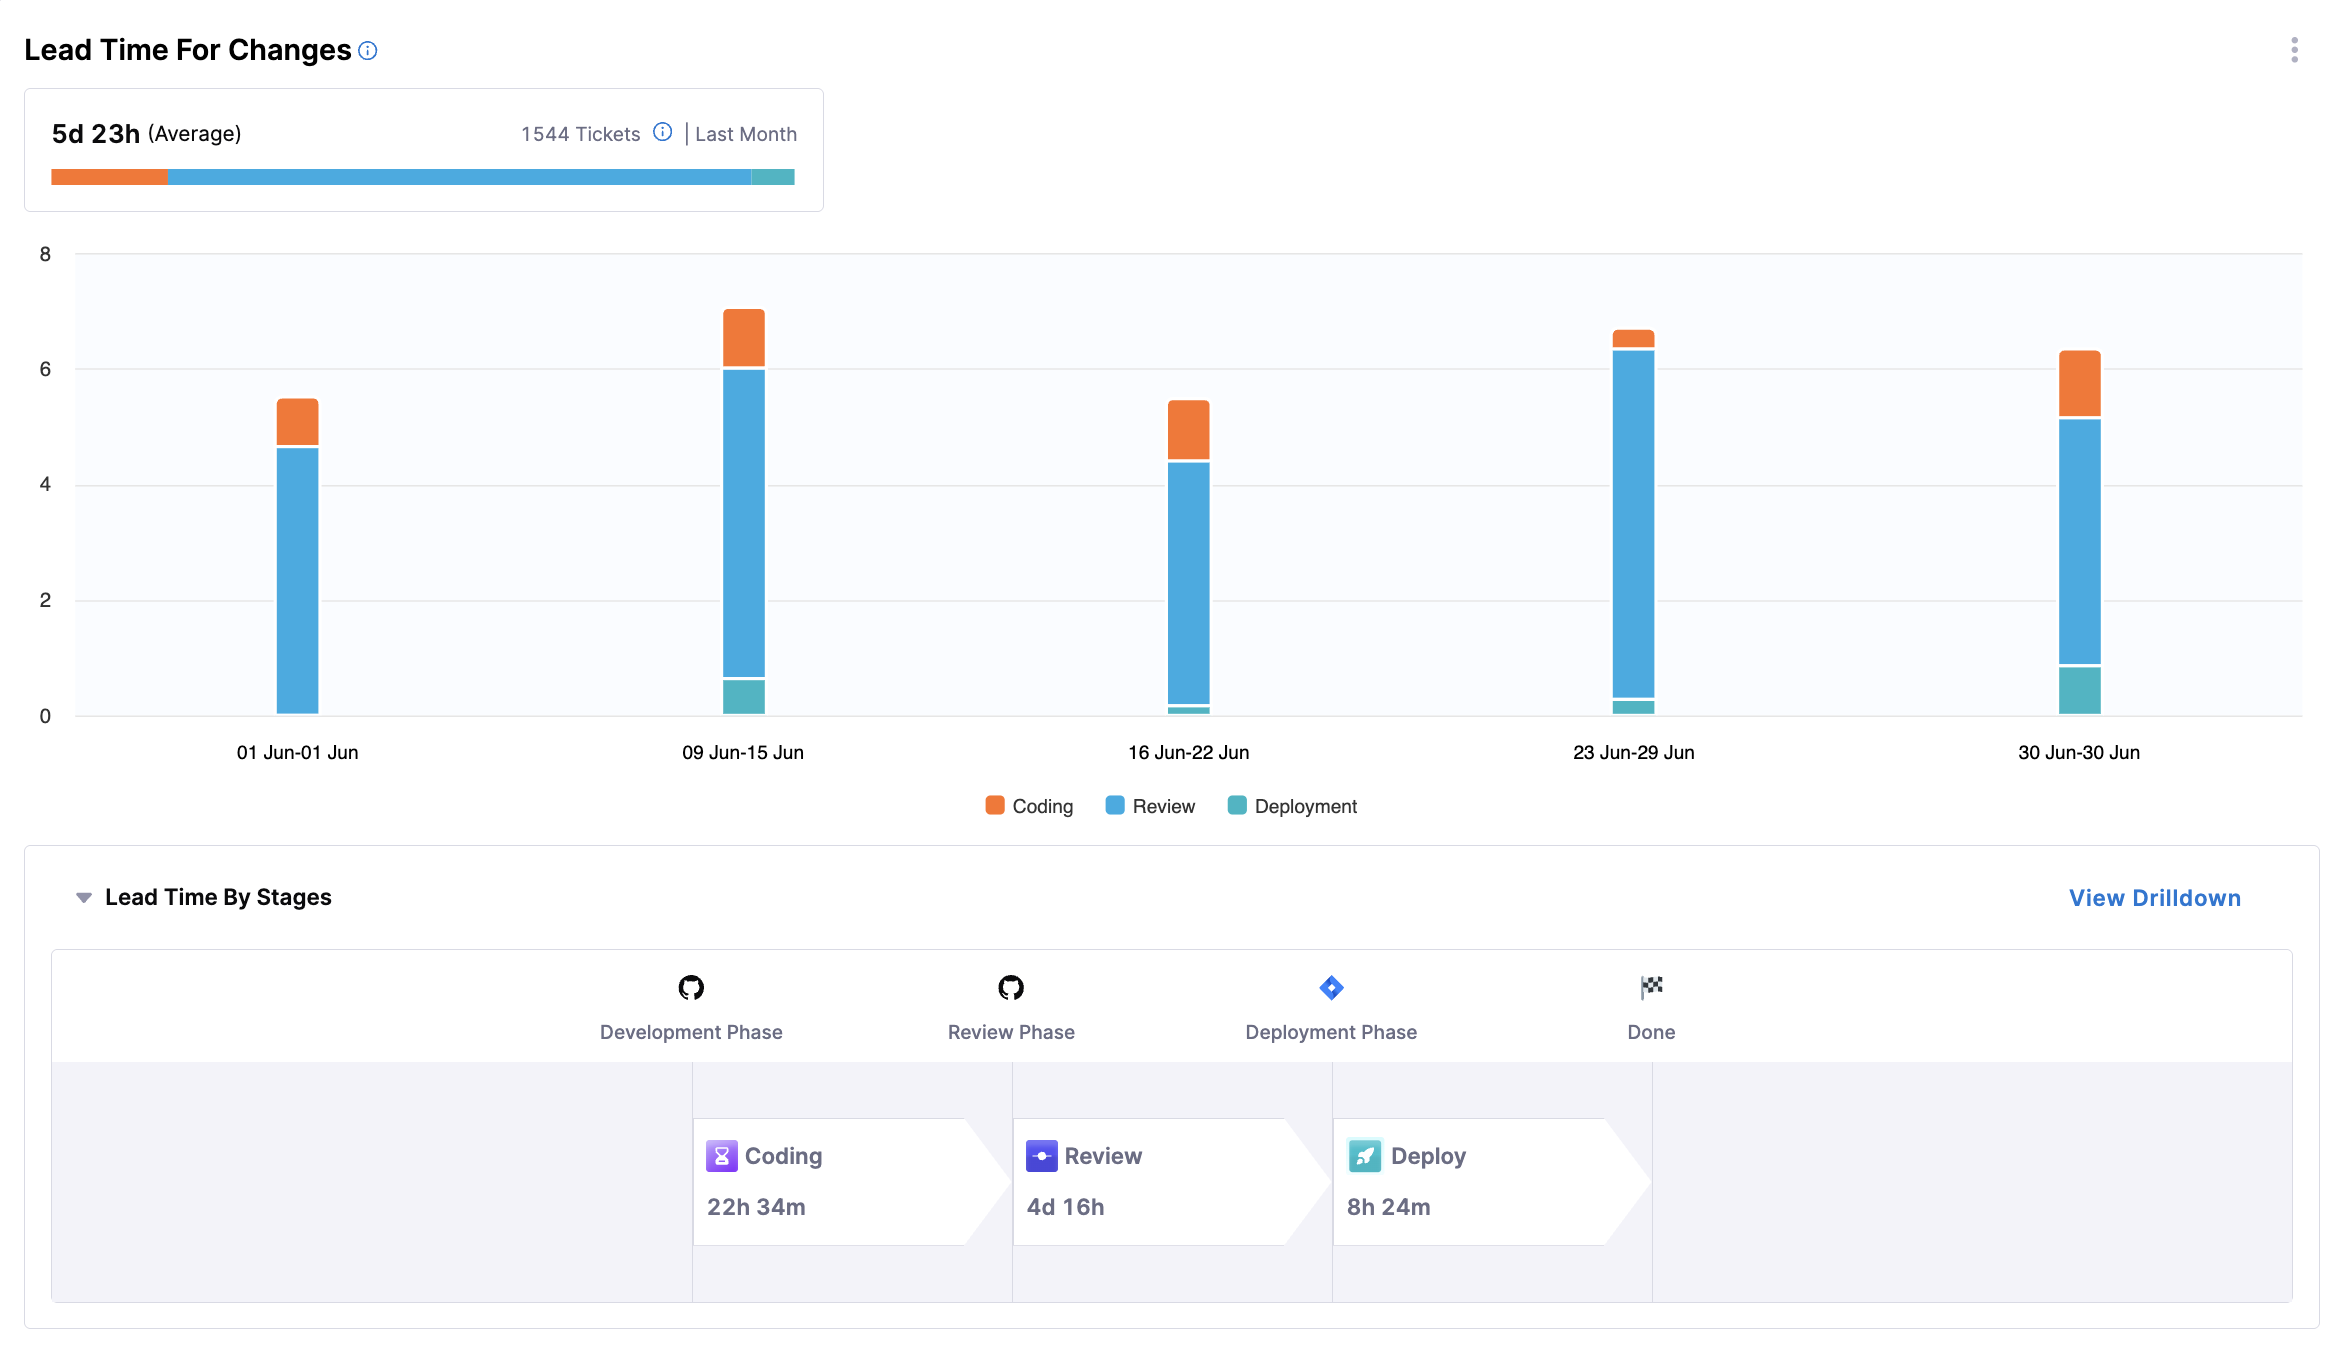 Lead Time For Changes
5d 23h (Average) 1544 Tickets | Last Month
8
6
4
2
0
01 Jun-01 Jun 09 Jun-15 Jun 16 Jun-22 Jun 23 Jun-29 Jun 30 Jun-30 Jun
Coding Review Deployment
Lead Time By Stages View Drilldown
Development Phase Review Phase Deployment Phase Done
Coding Review Deploy
22h 34m 4d 16h 8h 24m